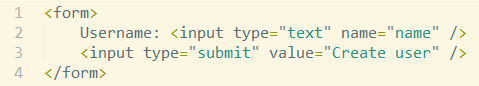 1 <form>
2     Username: <input type="text" name="name" />
3     <input type="submit" value="Create user" />
4 </form>